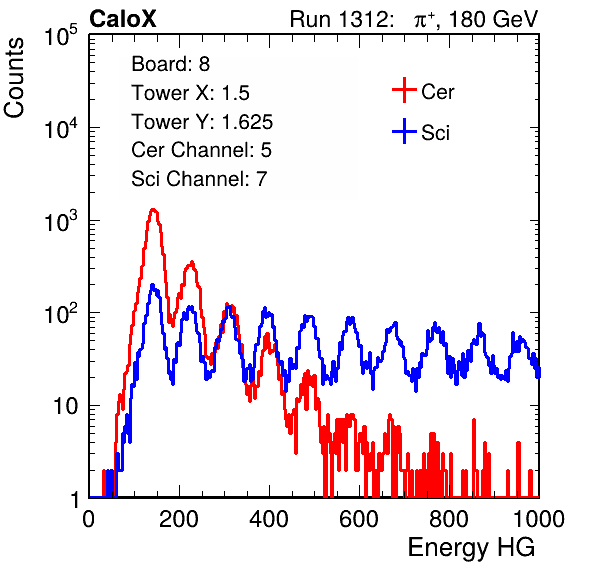 CaloX Run 1312: π⁺, 180 GeV
Counts
10⁵
10⁴
10³
10²
10
1
Board: 8
Tower X: 1.5
Tower Y: 1.625
Cer Channel: 5
Sci Channel: 7
Cer
Sci
0 200 400 600 800 1000
Energy HG